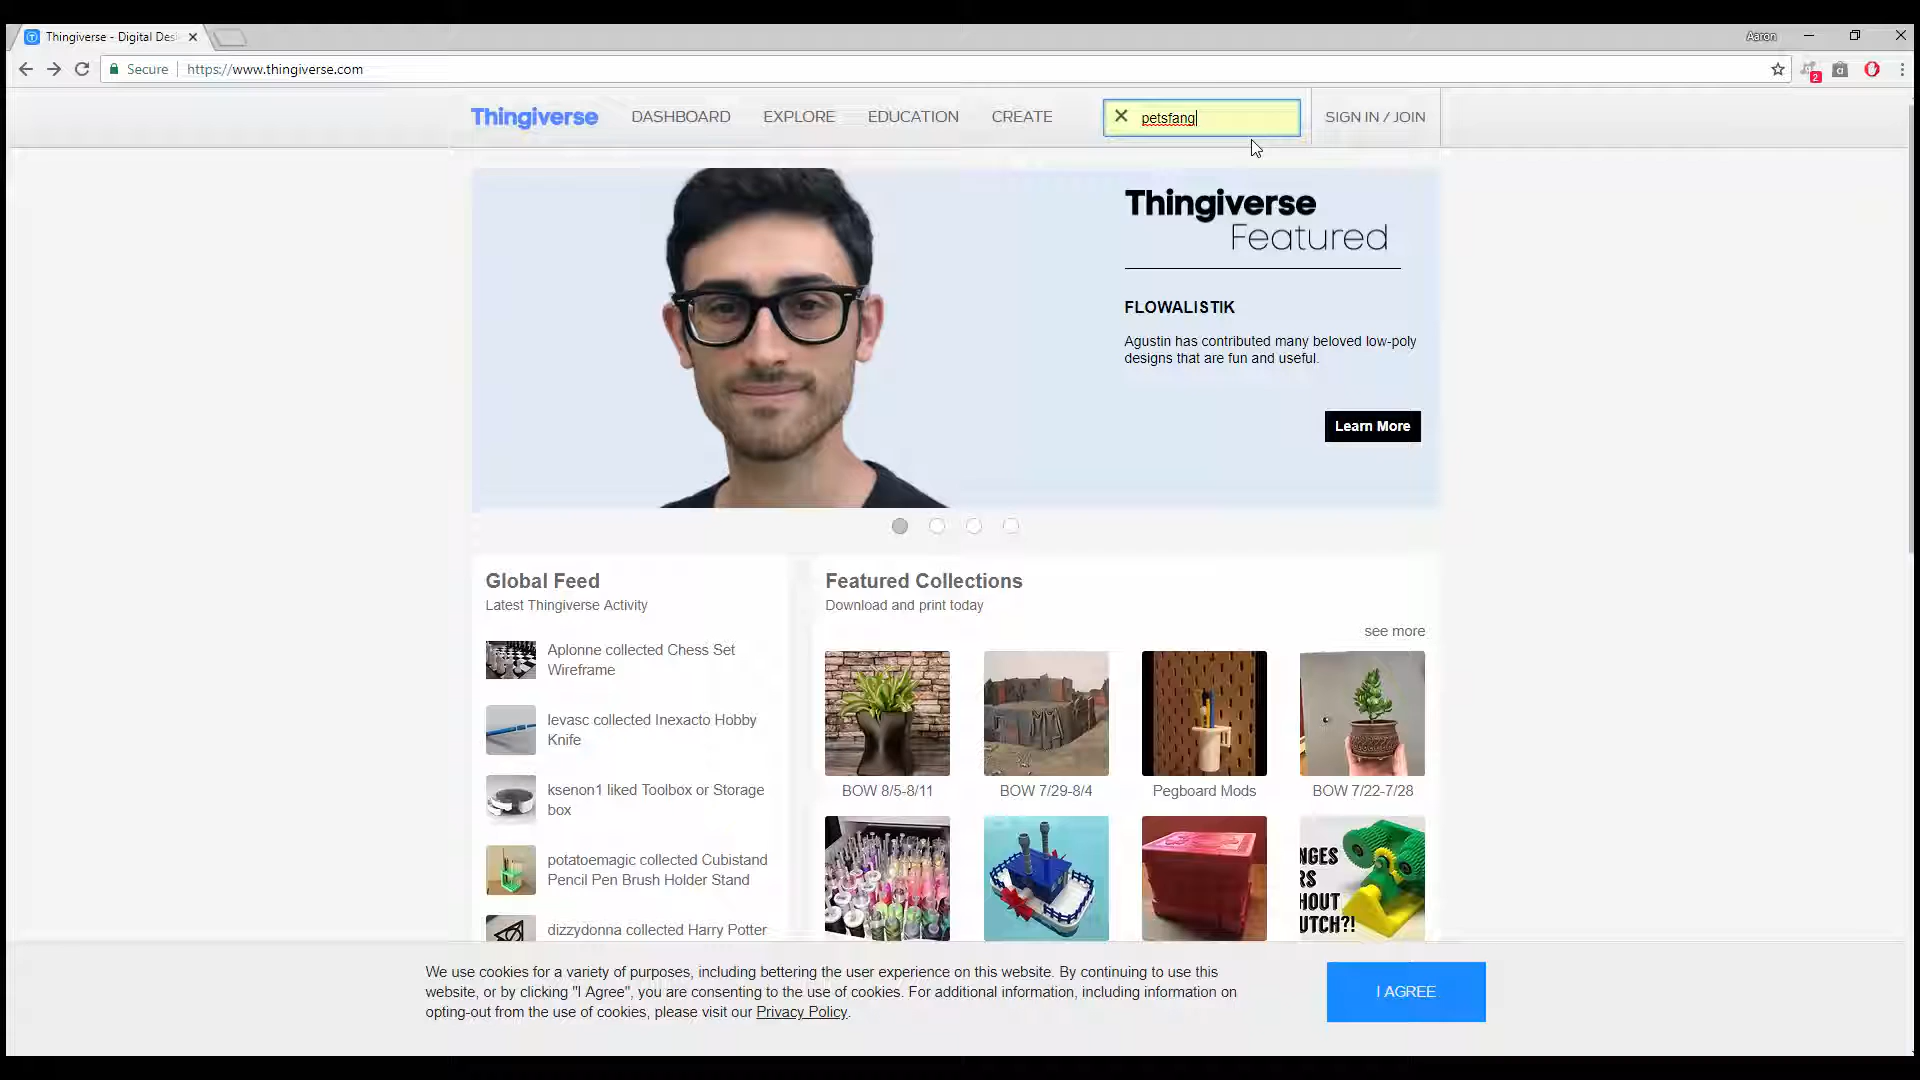 Thingiverse - Digital Des
Aaron
Secure
https://www.thingiverse.com
2
Thingiverse
DASHBOARD
EXPLORE
EDUCATION
CREATE
petsfang
SIGN IN / JOIN
Thingiverse
Featured
FLOWALISTIK
Agustin has contributed many beloved low-poly
designs that are fun and useful.
Learn More
Global Feed
Latest Thingiverse Activity
Aplonne collected Chess Set
Wireframe
levasc collected Inexacto Hobby
Knife
ksenon1 liked Toolbox or Storage
box
potatoemagic collected Cubistand
Pencil Pen Brush Holder Stand
dizzydonna collected Harry Potter
Featured Collections
Download and print today
see more
BOW 8/5-8/11
BOW 7/29-8/4
Pegboard Mods
BOW 7/22-7/28
NGES
RS
HOUT
UTCH?!
We use cookies for a variety of purposes, including bettering the user experience on this website. By continuing to use this
website, or by clicking "I Agree", you are consenting to the use of cookies. For additional information, including information on
opting-out from the use of cookies, please visit our Privacy Policy.
I AGREE